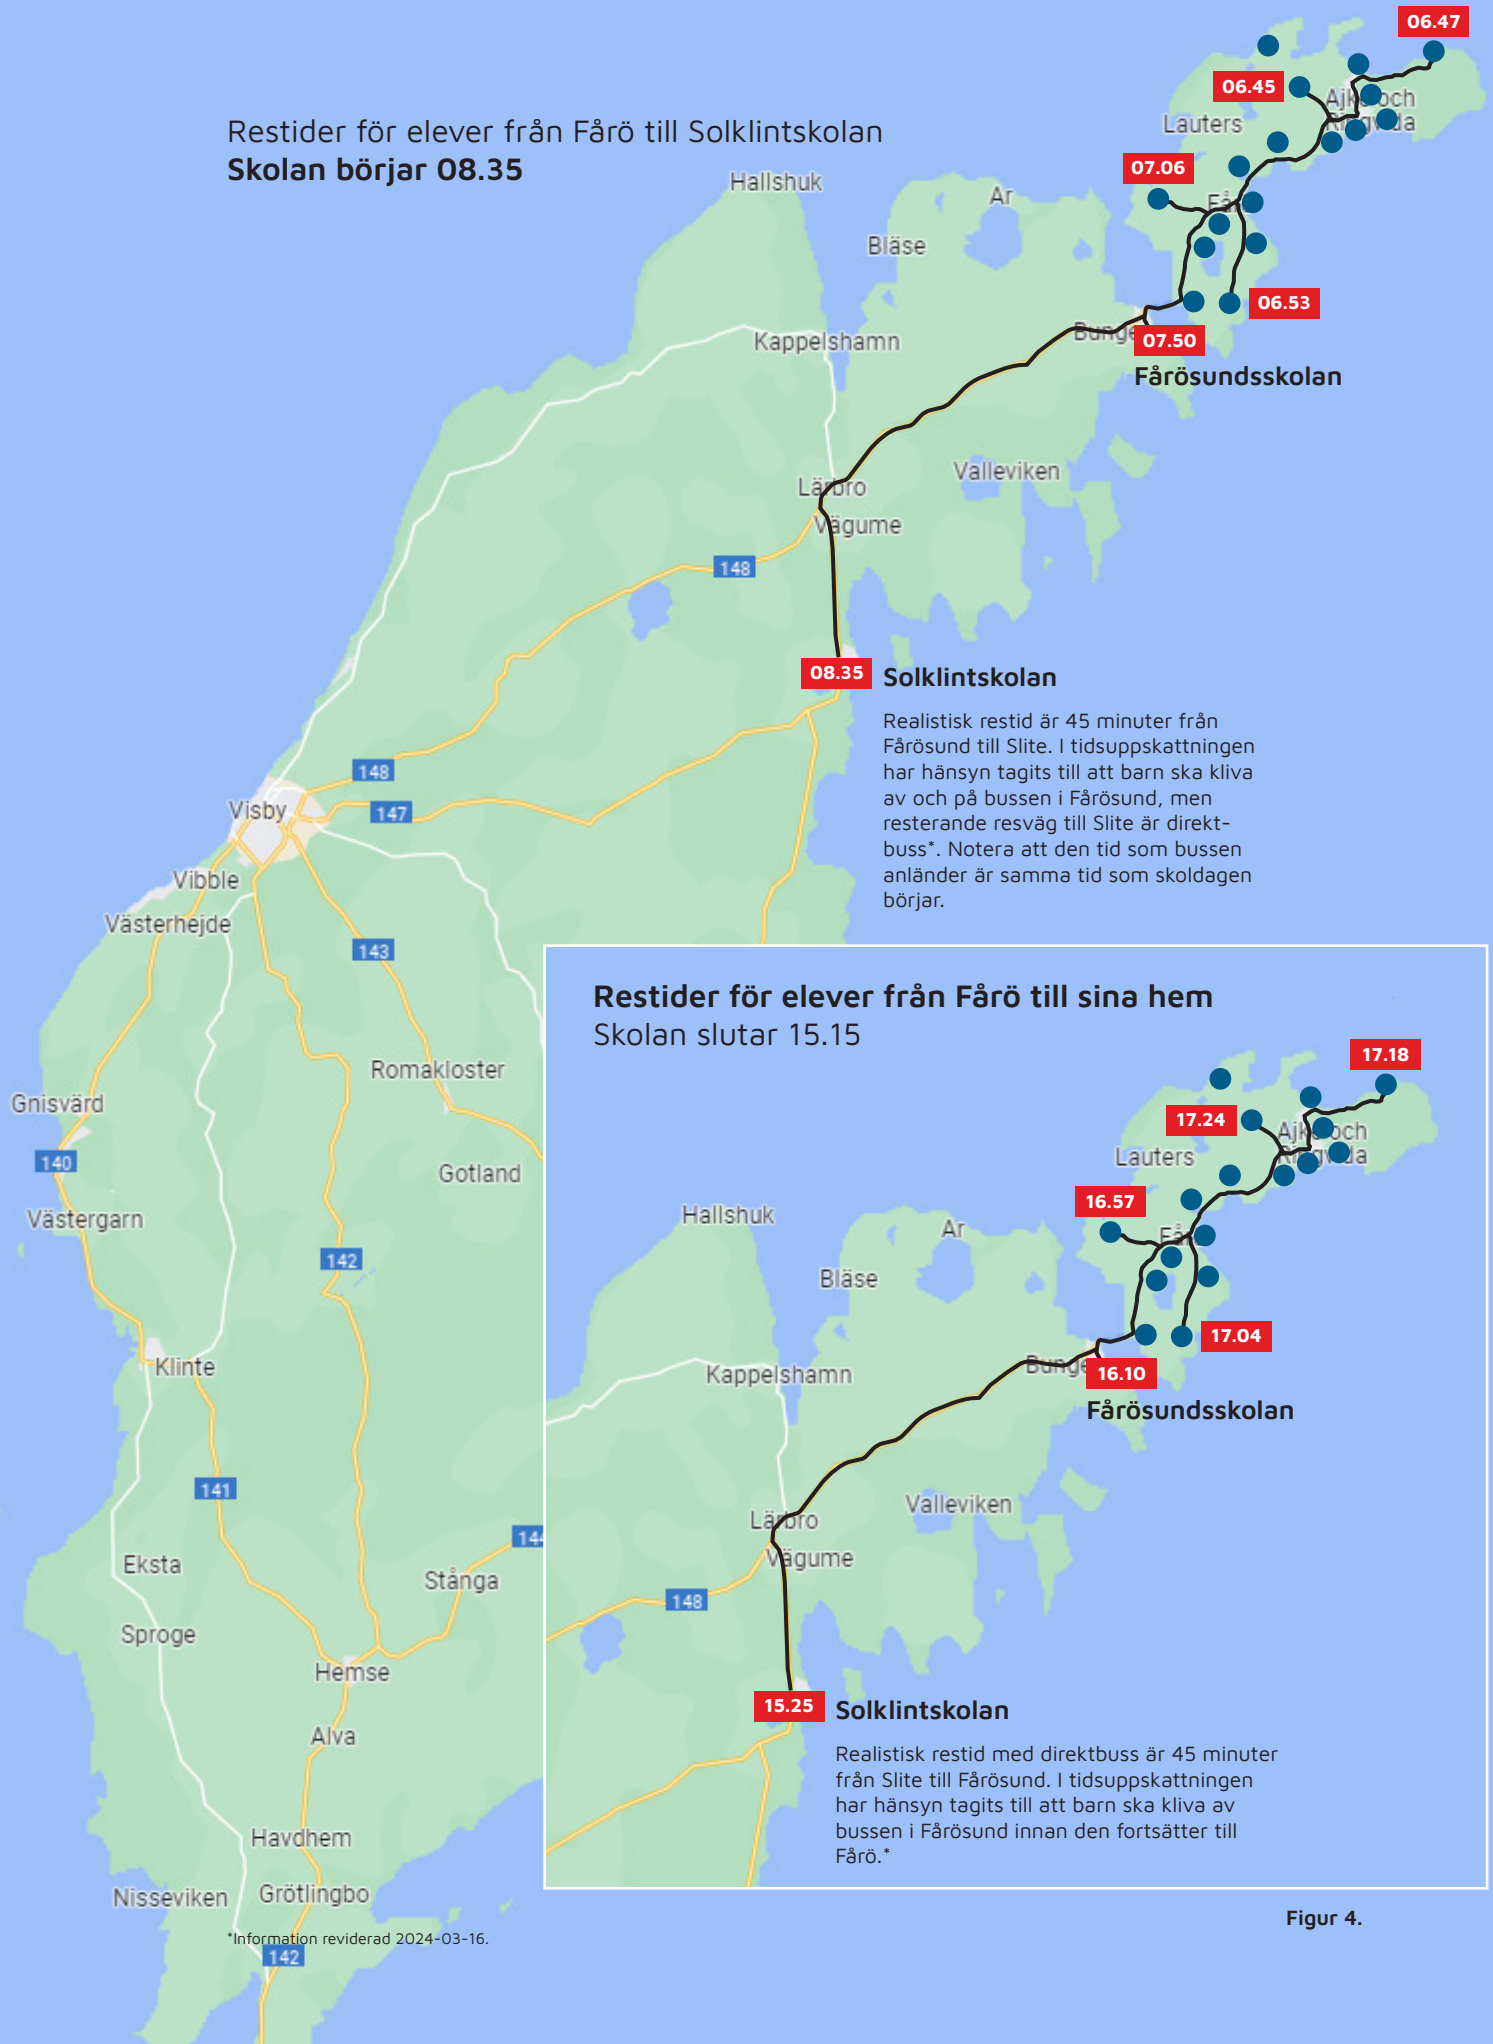 Restider för elever från Fårö till Solklintskolan
Skolan börjar 08.35
06.47
06.45
Lauters
07.06
06.53
07.50
Fårösundsskolan
Hallshuk
Ar
Bläse
Kappelshamn
Valleviken
Lärbro
Vägume
148
08.35
Solklintskolan
Realistisk restid är 45 minuter från
Fårösund till Slite. I tidsuppskattningen
har hänsyn tagits till att barn ska kliva
av och på bussen i Fårösund, men
resterande resväg till Slite är direkt-
buss*. Notera att den tid som bussen
anländer är samma tid som skoldagen
börjar.
148
147
Visby
Vibble
Västerhejde
143
Romakloster
Gnisvärd
140
Gotland
Västergarn
142
Klinte
141
144
Eksta
Stånga
Sproge
Hemse
Alva
Havdhem
Nisseviken
Grötlingbo
142
Restider för elever från Fårö till sina hem
Skolan slutar 15.15
17.18
17.24
Lauters
16.57
17.04
16.10
Fårösundsskolan
Hallshuk
Ar
Bläse
Kappelshamn
Valleviken
Lärbro
Vägume
148
15.25
Solklintskolan
Realistisk restid med direktbuss är 45 minuter
från Slite till Fårösund. I tidsuppskattningen
har hänsyn tagits till att barn ska kliva av
bussen i Fårösund innan den fortsätter till
Fårö.*
Figur 4.
*Information reviderad 2024-03-16.